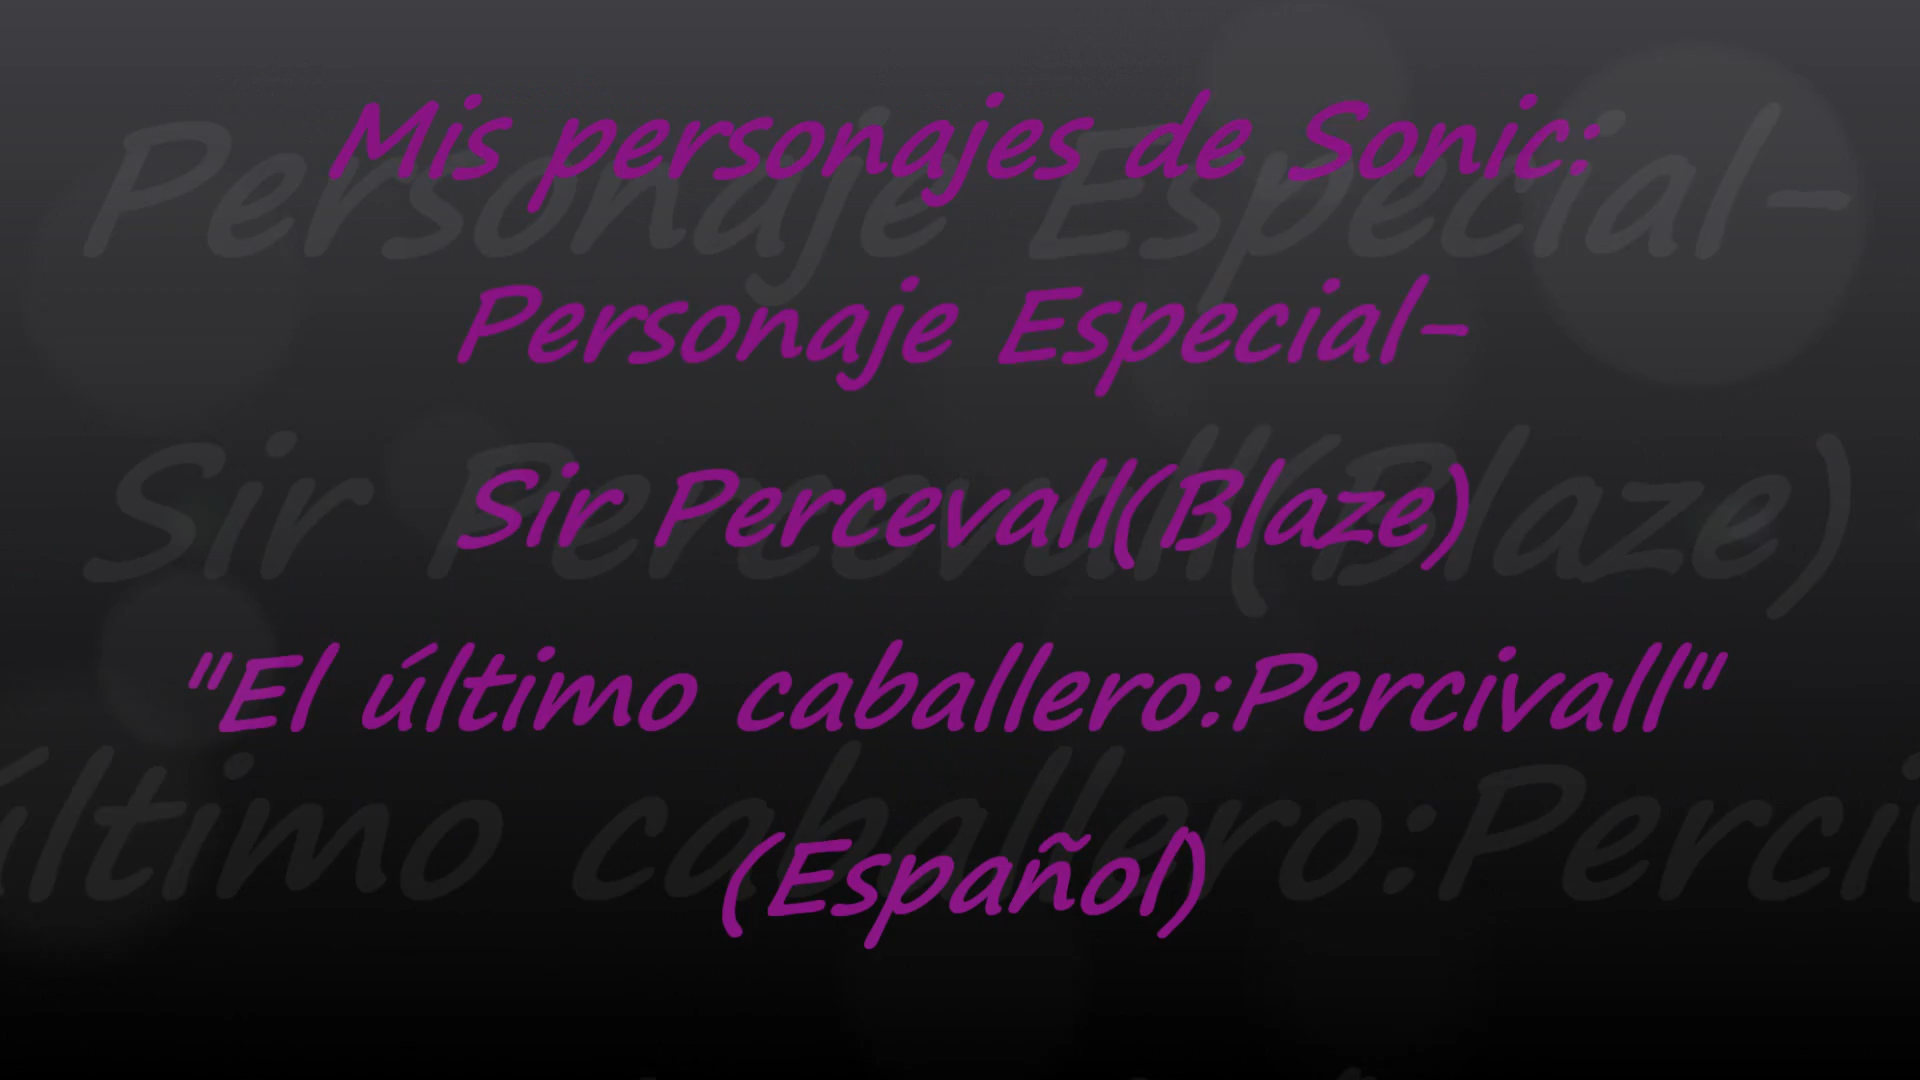 Mis personajes de Sonic:
Personaje Especial-
Sir Percevall(Blaze)
"El último caballero:Percivall"
(Español)